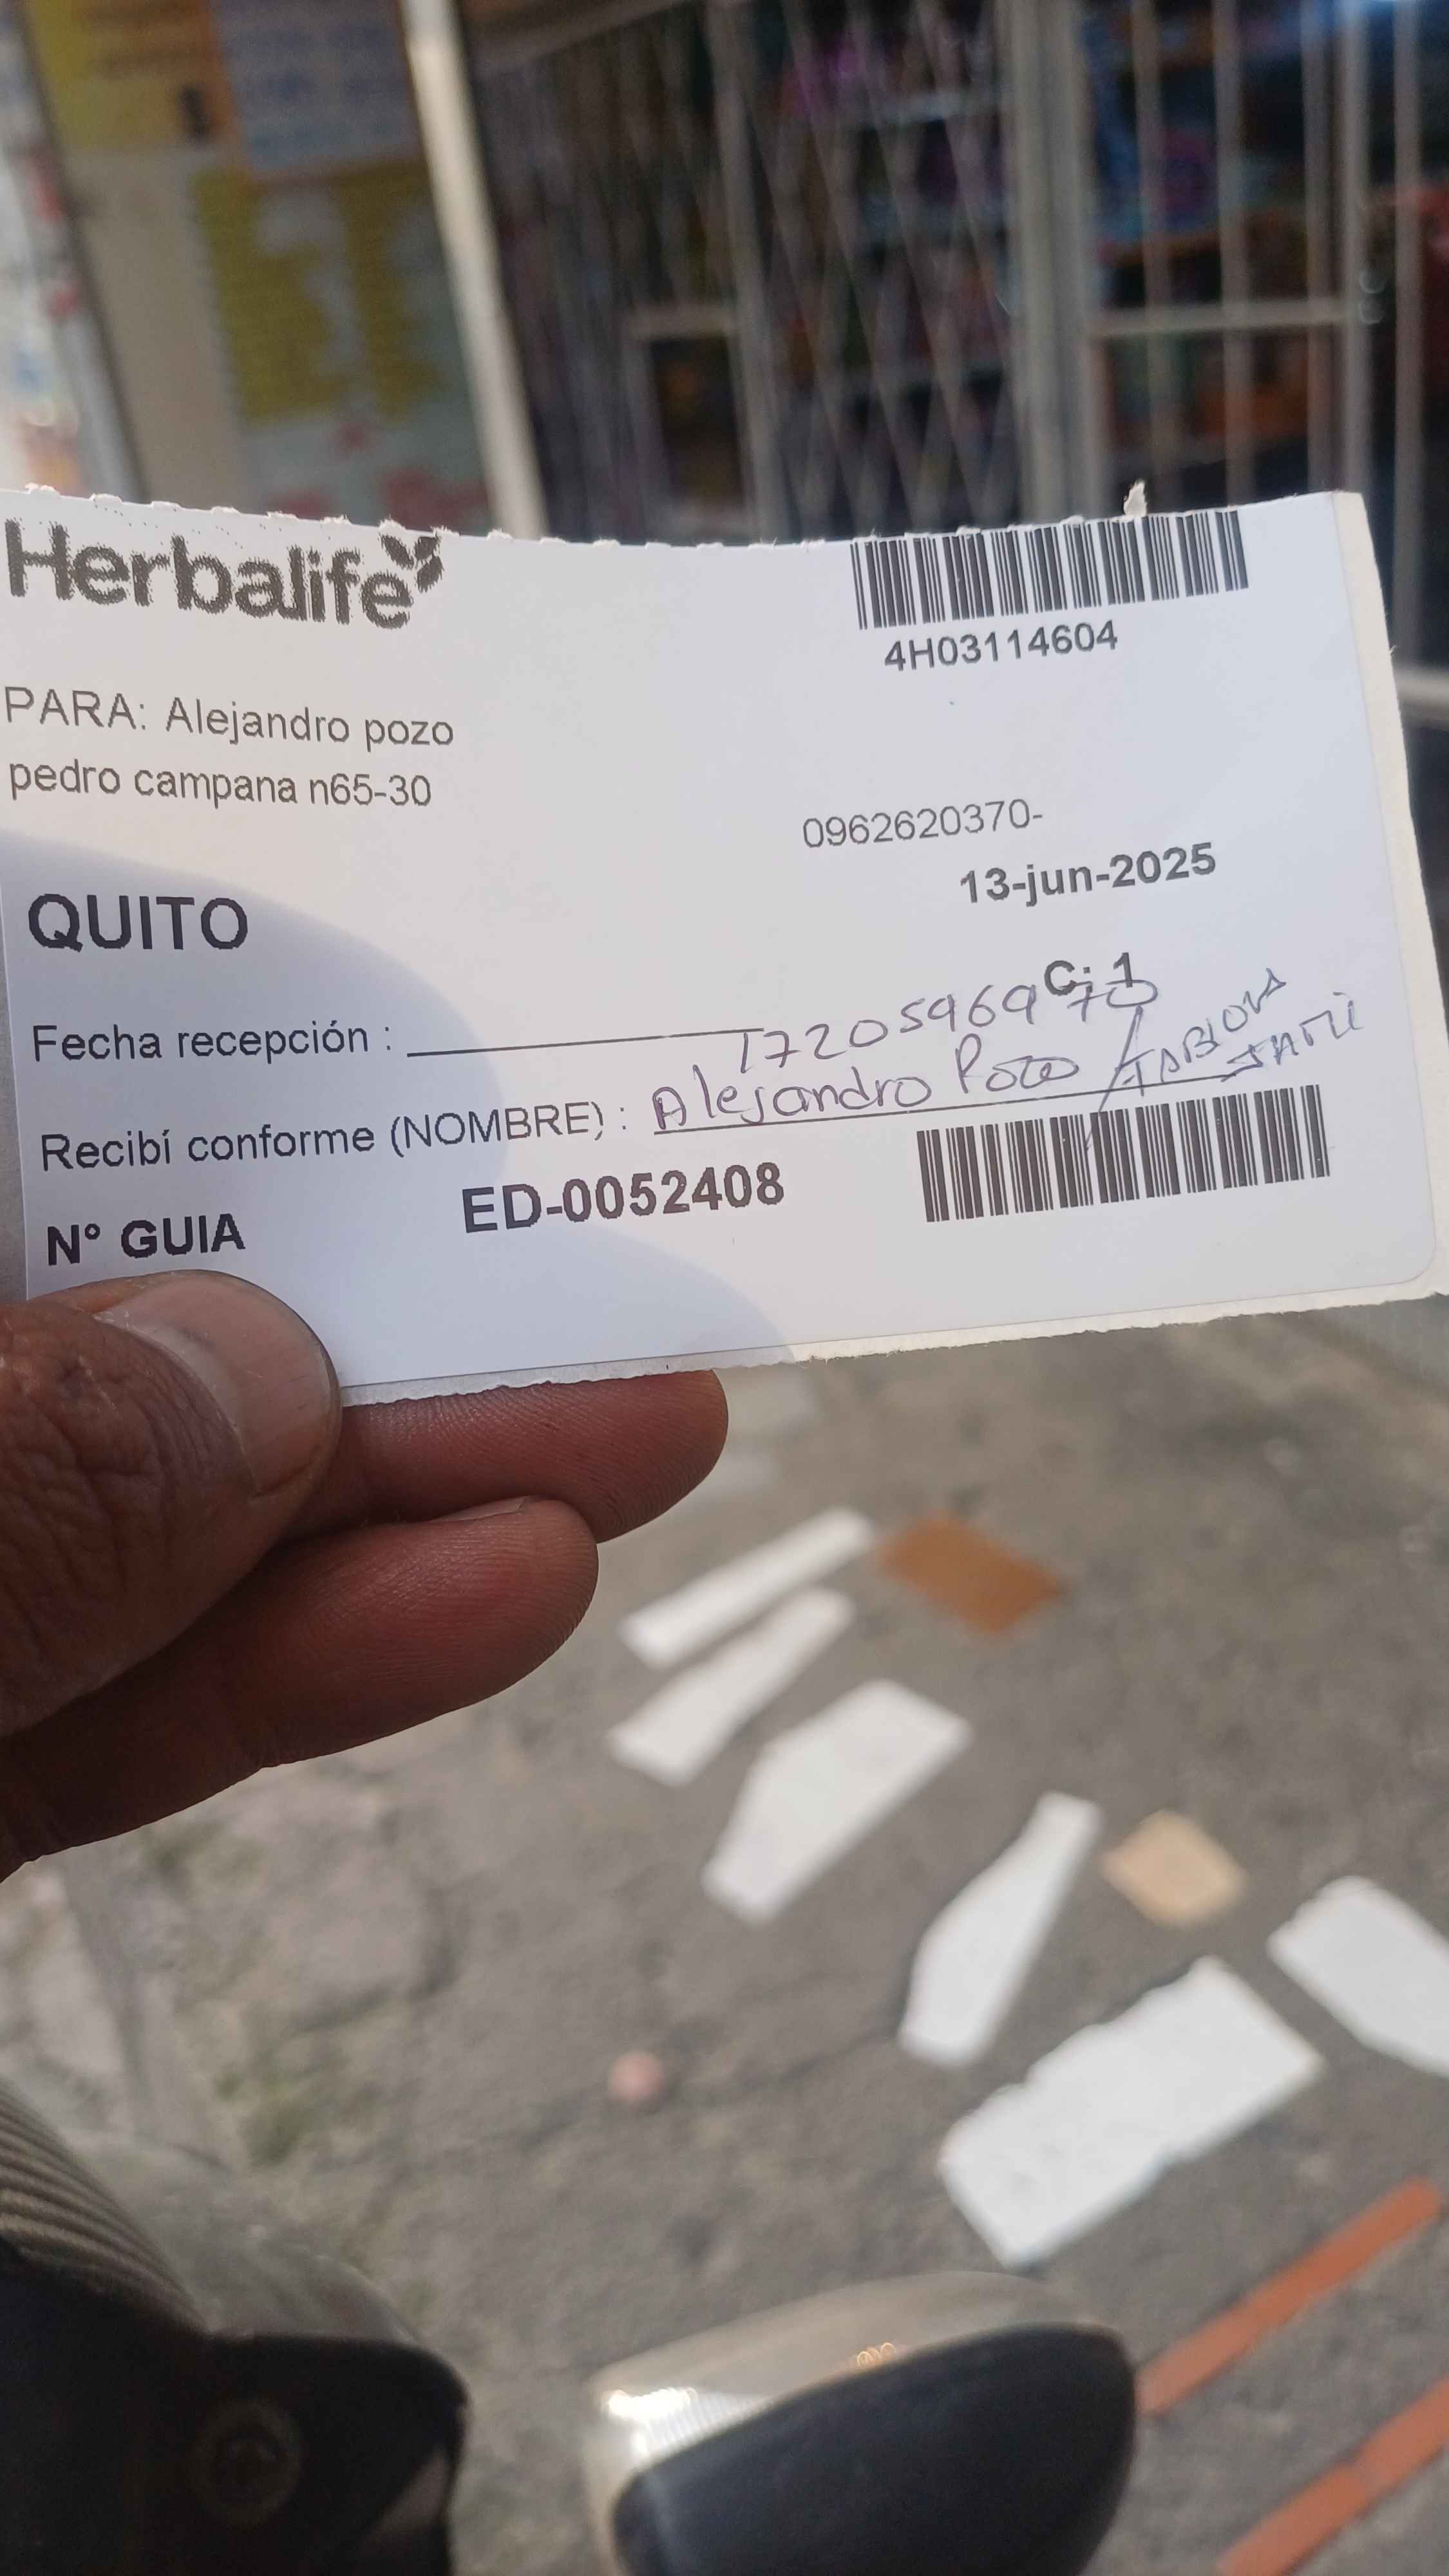 Herbalife
4H03114604
PARA: Alejandro pozo
pedro campana n65-30
0962620370-
13-jun-2025
QUITO
C: 1
Fecha recepción :
Recibí conforme (NOMBRE) : Alejandro Pozo
Nº GUIA ED-0052408